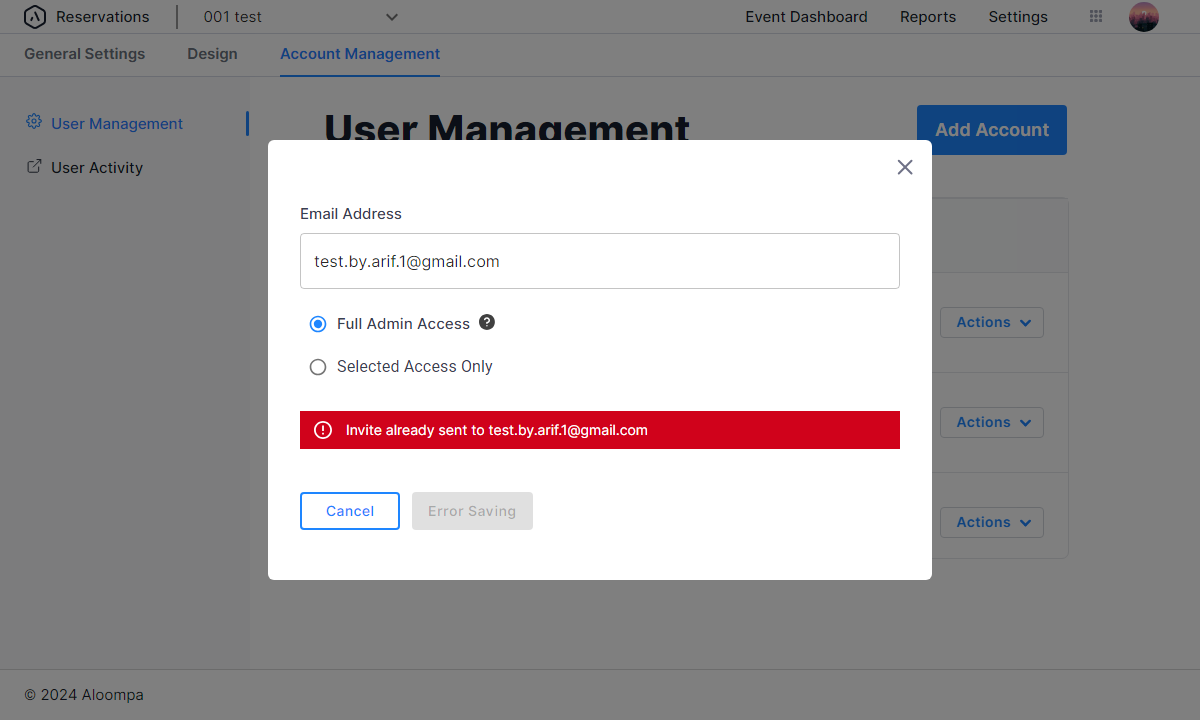 Reservations
001 test
Event Dashboard
Reports
Settings
General Settings
Design
Account Management
User Management
User Activity
User Management
Add Account
Email Address
test.by.arif.1@gmail.com
Full Admin Access
Selected Access Only
Invite already sent to test.by.arif.1@gmail.com
Cancel
Error Saving
Actions
Actions
Actions
© 2024 Aloompa